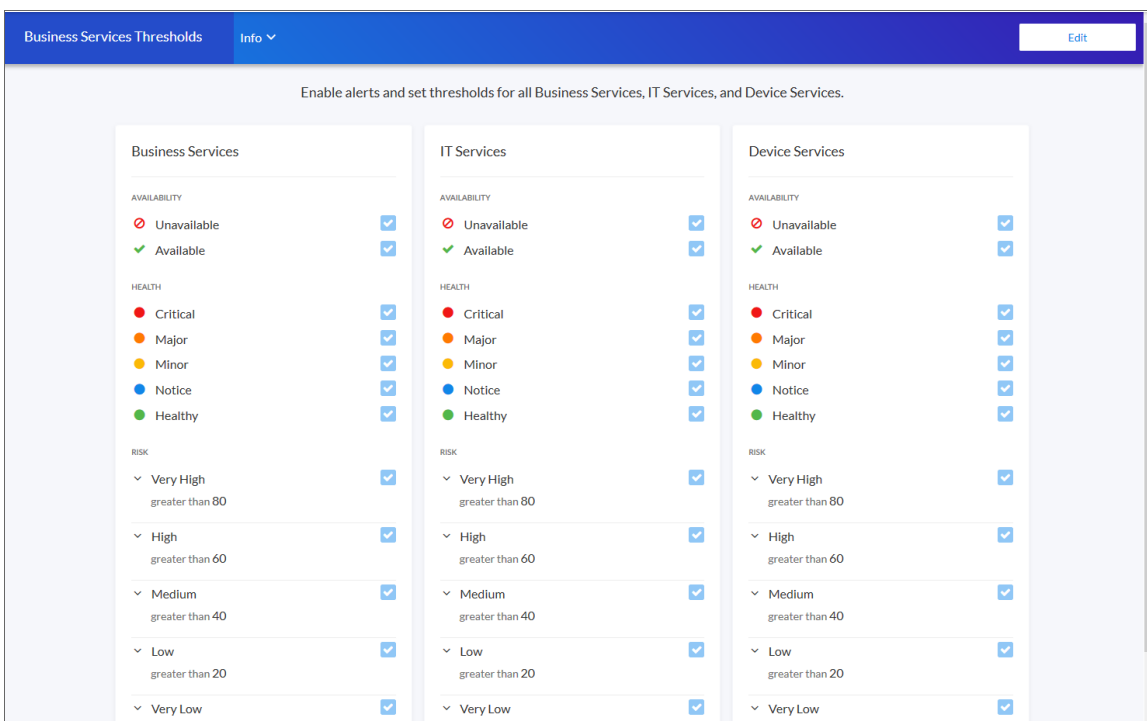 Business Services Thresholds
Info
Edit
Enable alerts and set thresholds for all Business Services, IT Services, and Device Services.
Business Services
AVAILABILITY
Unavailable
Available
HEALTH
Critical
Major
Minor
Notice
Healthy
RISK
Very High
greater than 80
High
greater than 60
Medium
greater than 40
Low
greater than 20
Very Low
IT Services
AVAILABILITY
Unavailable
Available
HEALTH
Critical
Major
Minor
Notice
Healthy
RISK
Very High
greater than 80
High
greater than 60
Medium
greater than 40
Low
greater than 20
Very Low
Device Services
AVAILABILITY
Unavailable
Available
HEALTH
Critical
Major
Minor
Notice
Healthy
RISK
Very High
greater than 80
High
greater than 60
Medium
greater than 40
Low
greater than 20
Very Low